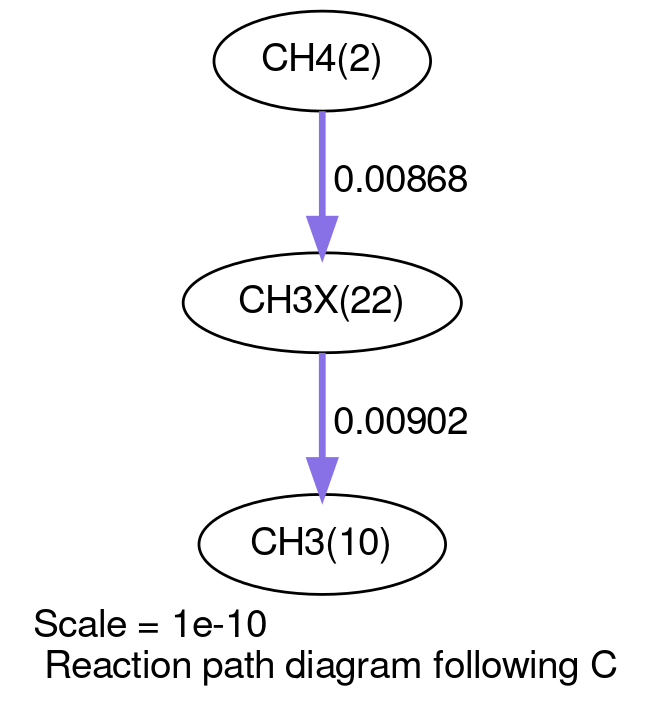 CH4(2)
0.00868
CH3X(22)
0.00902
CH3(10)
Scale = 1e-10
Reaction path diagram following C